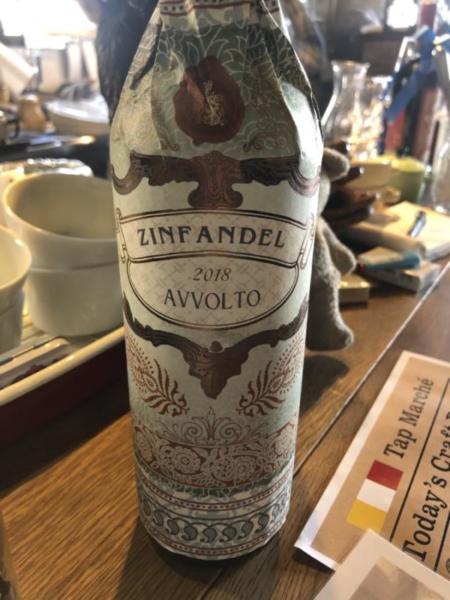 ZINFANDEL
2018
AVVOLTO
Tap Marché
Today's Craft